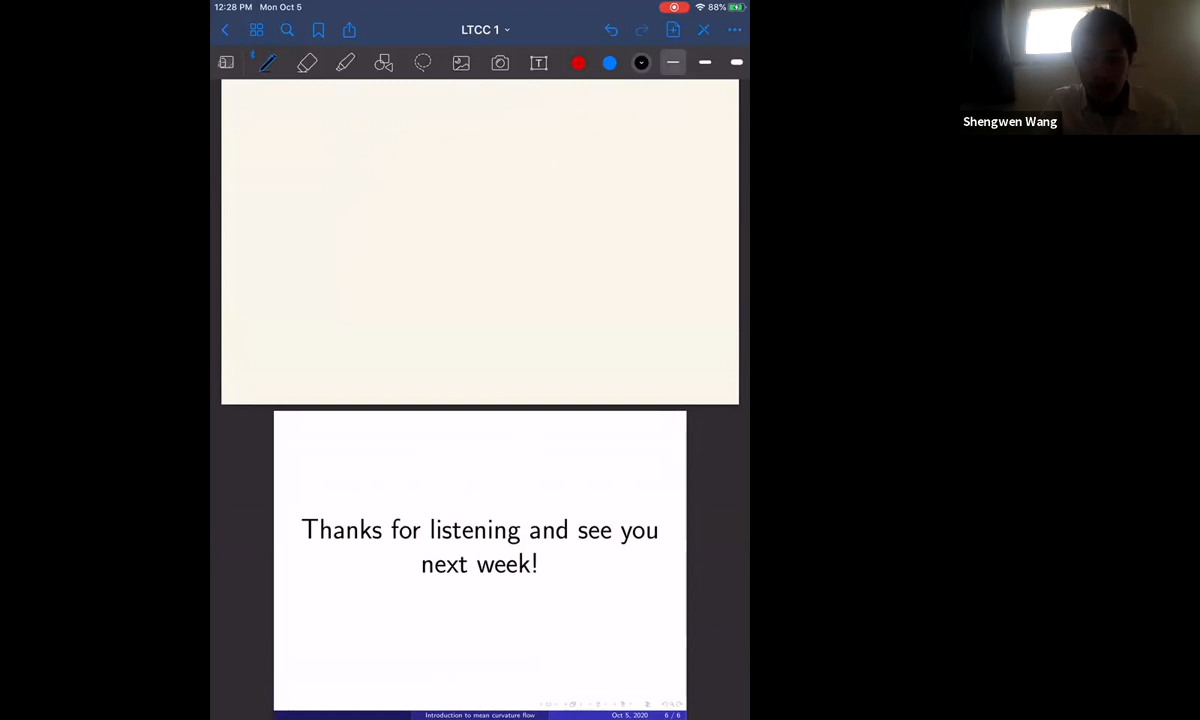 12:28 PM Mon Oct 5
88%
LTCC 1
T
Shengwen Wang
Thanks for listening and see you
next week!
Introduction to mean curvature flow
Oct 5, 2020
6 / 6